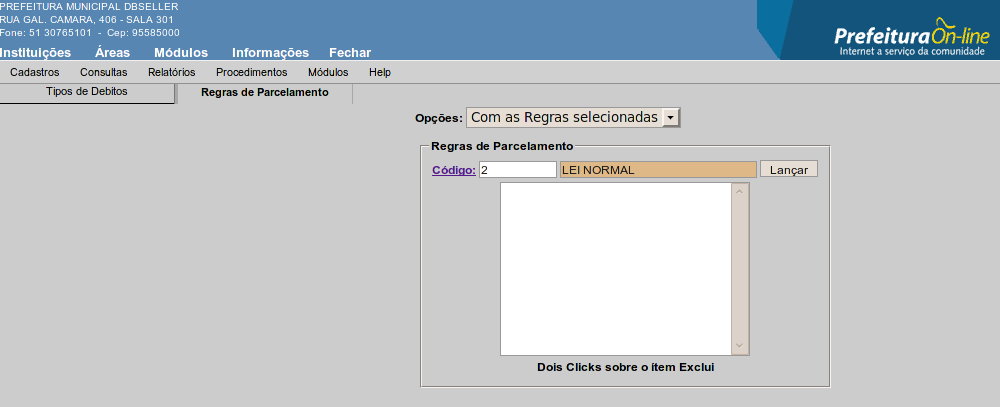 PREFEITURA MUNICIPAL DBSELLER
RUA GAL. CAMARA, 406 - SALA 301
Fone: 51 30765101 - Cep: 95585000
Instituições Áreas Módulos Informações Fechar
Prefeitura On-line
Internet a serviço da comunidade
Cadastros Consultas Relatórios Procedimentos Módulos Help
Tipos de Debitos Regras de Parcelamento
Opções: Com as Regras selecionadas
Regras de Parcelamento
Código: 2 LEI NORMAL Lançar
Dois Clicks sobre o ítem Exclui